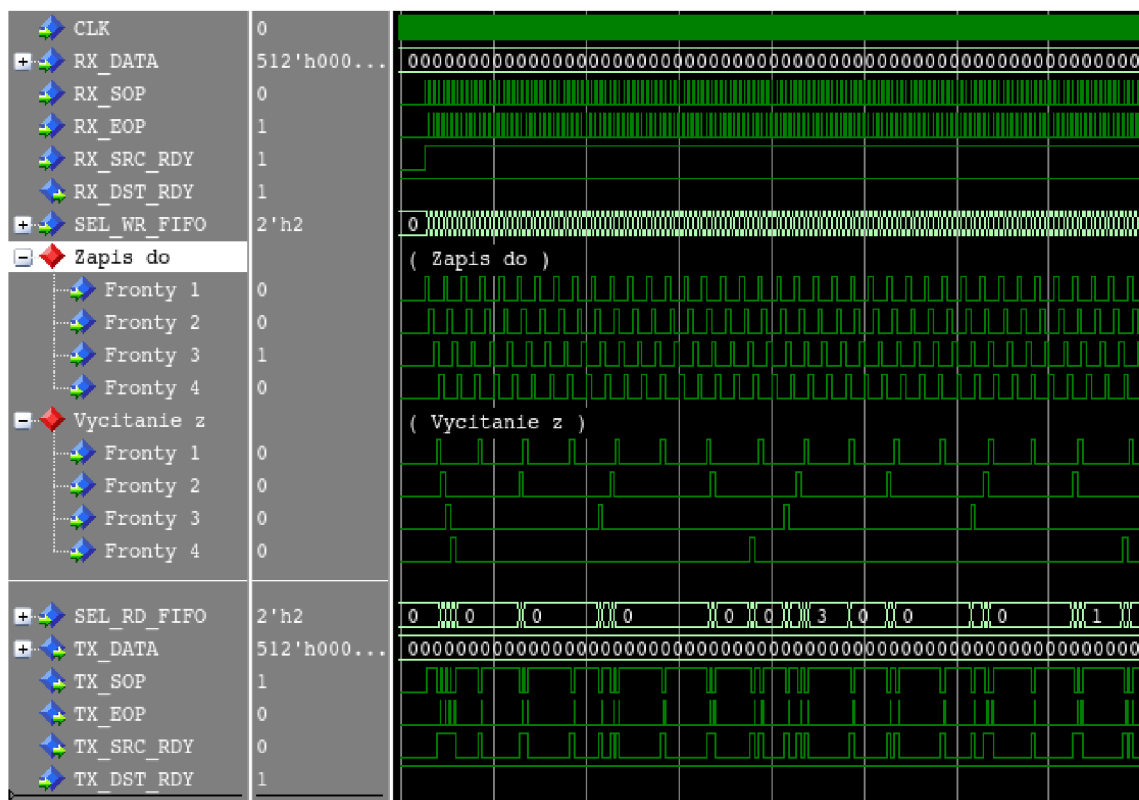 CLK 0
RX_DATA 512'h000... 00000000000000000000000000000000000000000000000000000000000000000
RX_SOP 0
RX_EOP 1
RX_SRC_RDY 1
RX_DST_RDY 1
SEL_WR_FIFO 2'h2 0
Zapis do ( Zapis do )
Fronty 1 0
Fronty 2 0
Fronty 3 1
Fronty 4 0
Vycitanie z ( Vycitanie z )
Fronty 1 0
Fronty 2 0
Fronty 3 0
Fronty 4 0
SEL_RD_FIFO 2'h2 0 0 0 0 0 0 3 0 0 0 1
TX_DATA 512'h000... 00000000000000000000000000000000000000000000000000000000000000000
TX_SOP 1
TX_EOP 0
TX_SRC_RDY 0
TX_DST_RDY 1